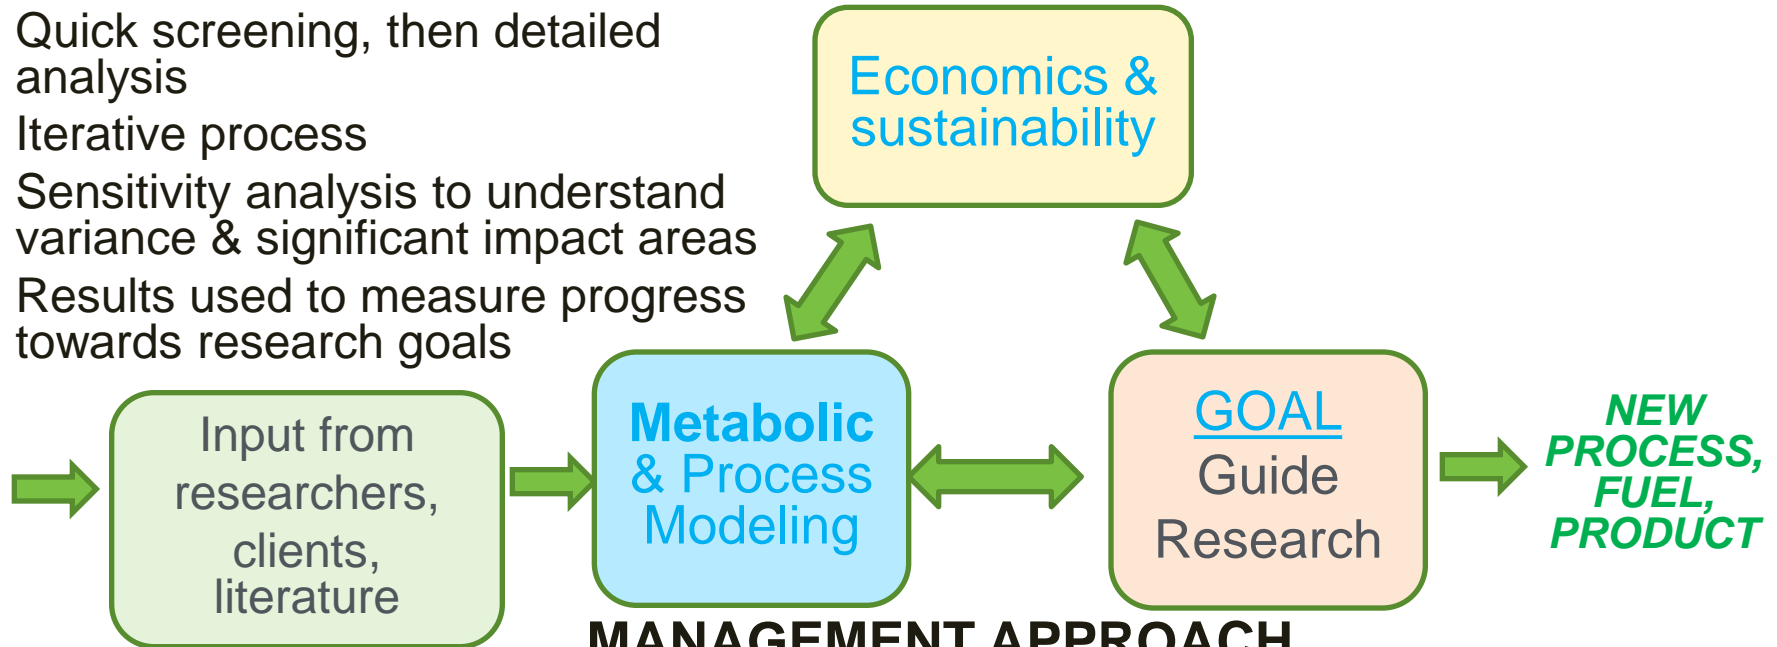 Quick screening, then detailed
analysis
Iterative process
Sensitivity analysis to understand
variance & significant impact areas
Results used to measure progress
towards research goals
Economics &
sustainability
Input from
researchers,
clients,
literature
Metabolic
& Process
Modeling
GOAL
Guide
Research
NEW
PROCESS,
FUEL,
PRODUCT
MANAGEMENT APPROACH